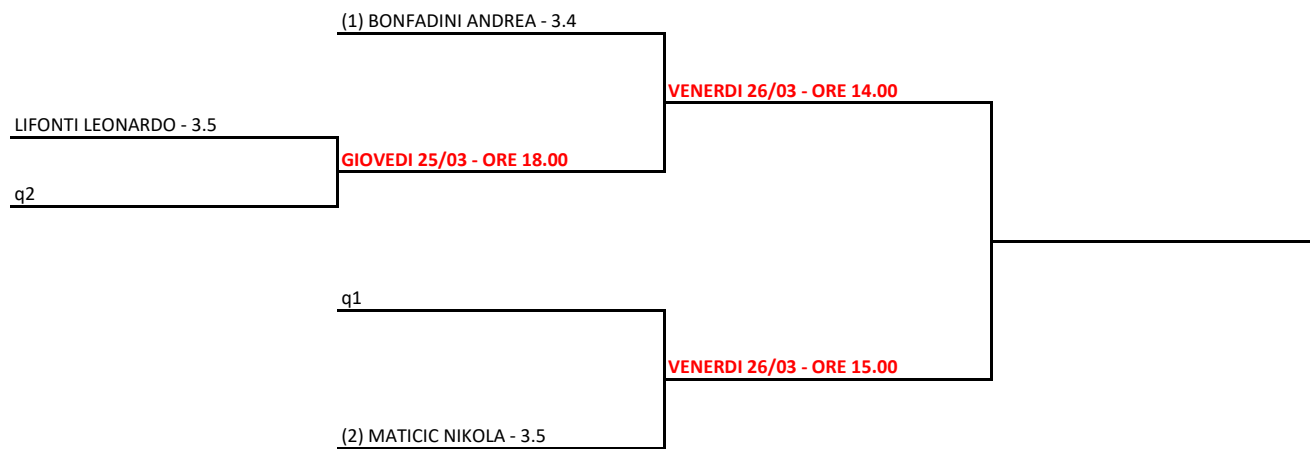 (1) BONFADINI ANDREA - 3.4
VENERDI 26/03 - ORE 14.00
LIFONTI LEONARDO - 3.5
GIOVEDI 25/03 - ORE 18.00
q2
q1
VENERDI 26/03 - ORE 15.00
(2) MATICIC NIKOLA - 3.5